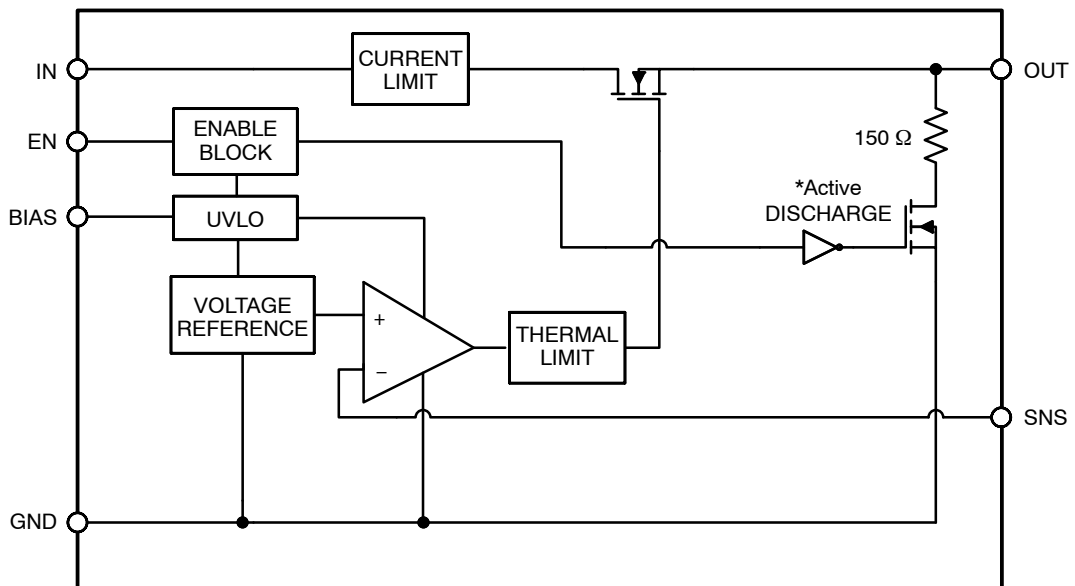 CURRENT
LIMIT
IN
OUT
ENABLE
BLOCK
EN
150 Ω
*Active
DISCHARGE
BIAS
UVLO
VOLTAGE
REFERENCE
+
−
THERMAL
LIMIT
SNS
GND